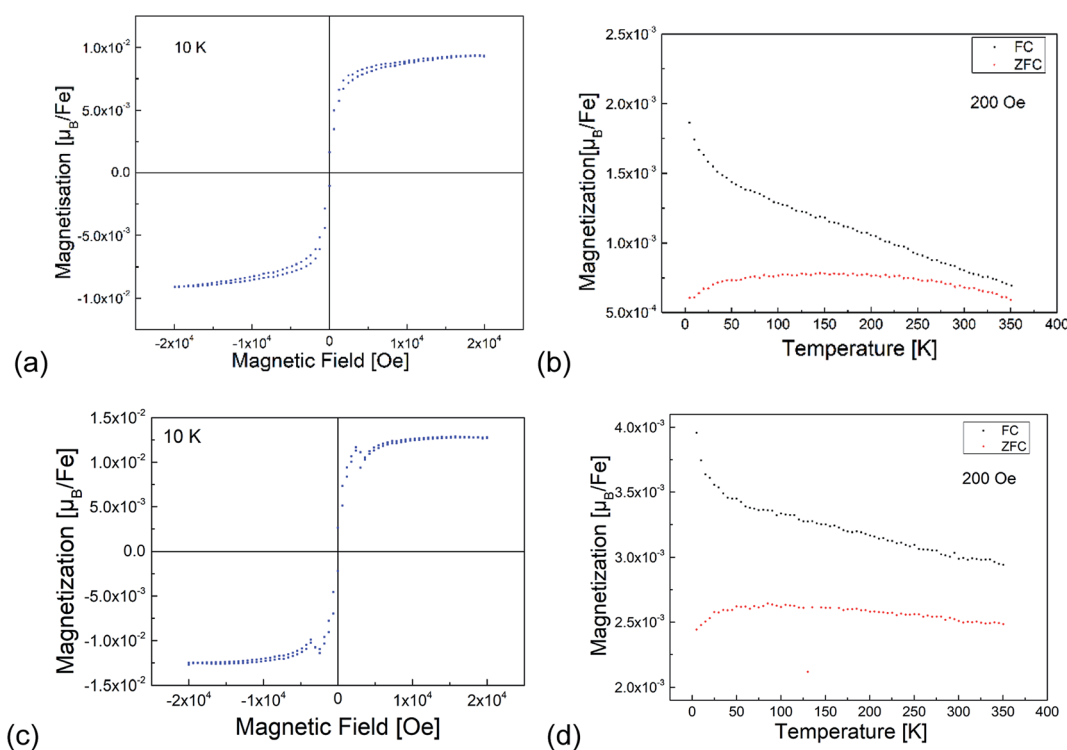 10 K
Magnetisation [μB/Fe]
1.0x10⁻²
5.0x10⁻³
0.0
-5.0x10⁻³
-1.0x10⁻²
-2x10⁴ -1x10⁴ 0 1x10⁴ 2x10⁴
Magnetic Field [Oe]
(a)
FC
ZFC
200 Oe
Magnetization[μB/Fe]
2.5x10⁻³
2.0x10⁻³
1.5x10⁻³
1.0x10⁻³
5.0x10⁻⁴
0 50 100 150 200 250 300 350 400
Temperature [K]
(b)
10 K
Magnetization [μB/Fe]
1.5x10⁻²
1.0x10⁻²
5.0x10⁻³
0.0
-5.0x10⁻³
-1.0x10⁻²
-1.5x10⁻²
-2x10⁴ -1x10⁴ 0 1x10⁴ 2x10⁴
Magnetic Field [Oe]
(c)
FC
ZFC
200 Oe
Magnetization [μB/Fe]
4.0x10⁻³
3.5x10⁻³
3.0x10⁻³
2.5x10⁻³
2.0x10⁻³
0 50 100 150 200 250 300 350 400
Temperature [K]
(d)